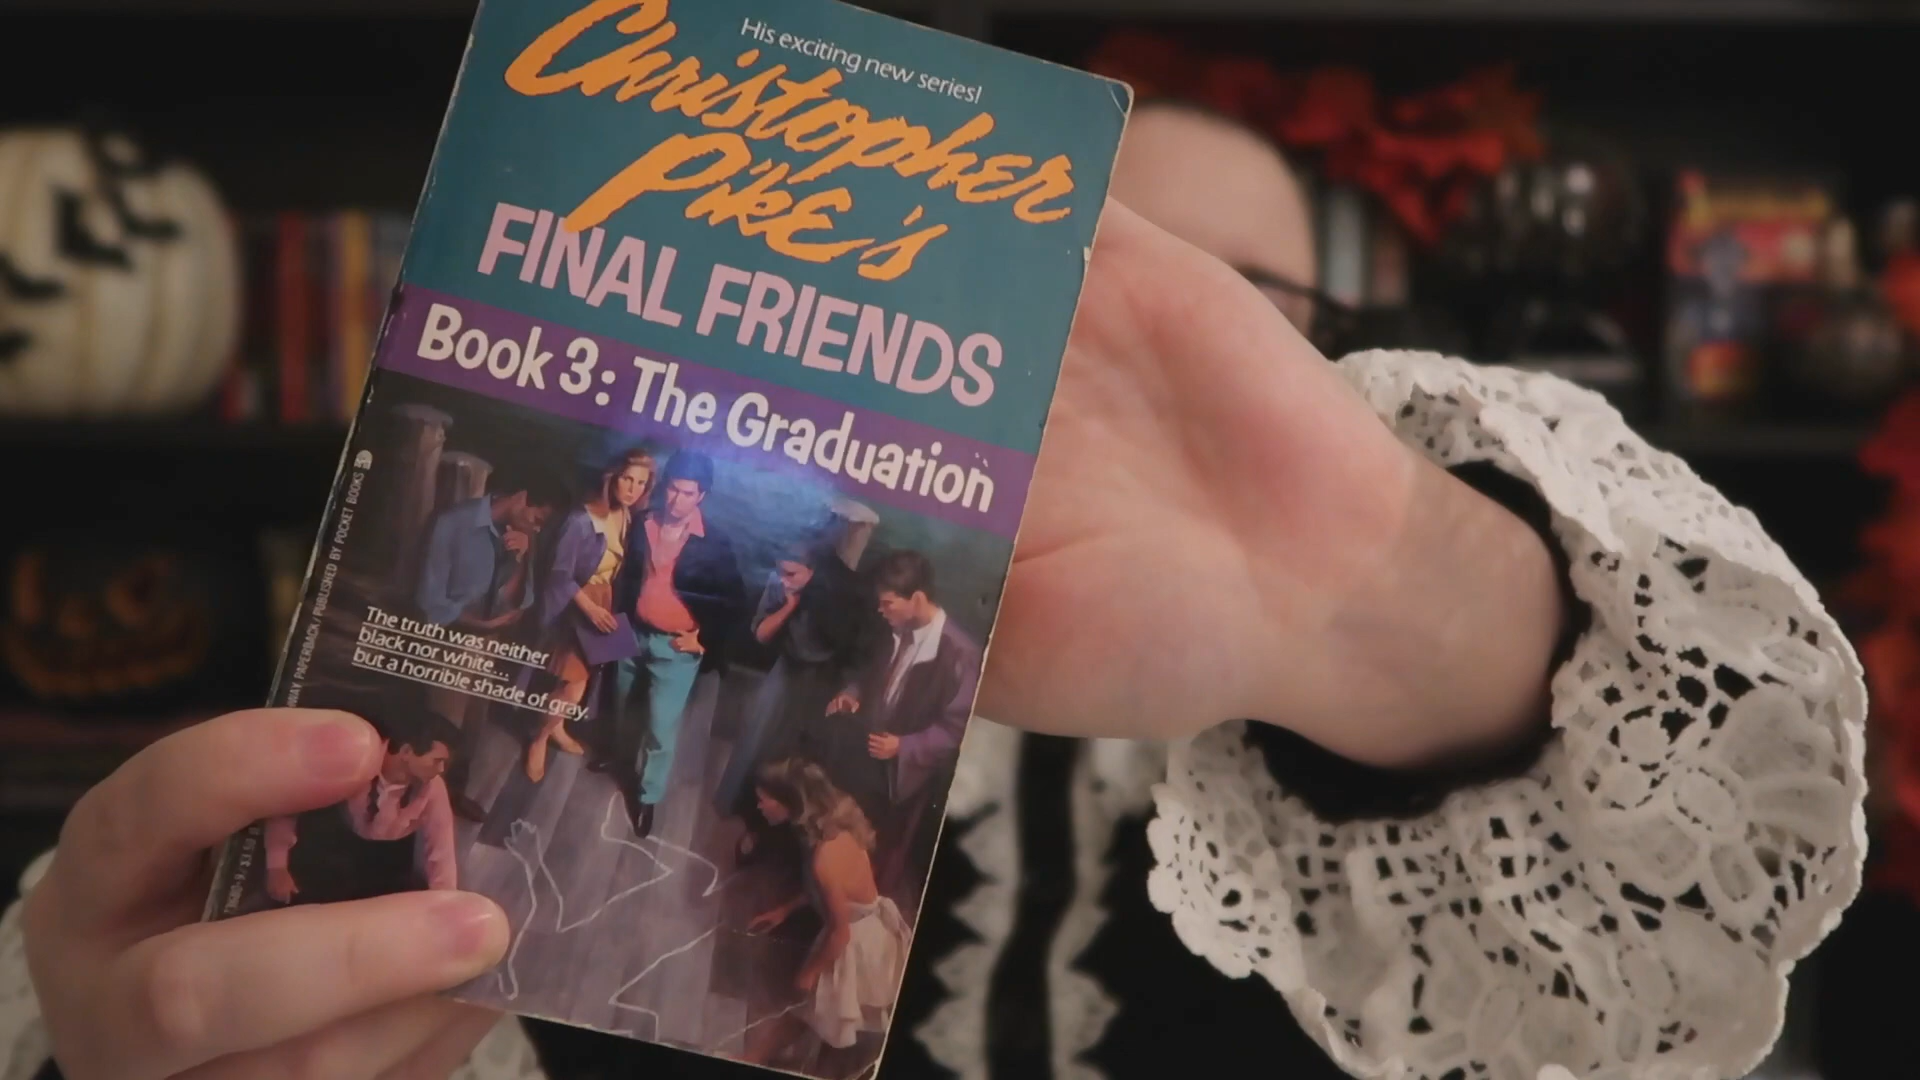 His exciting new series!
Christopher
Pike's
FINAL FRIENDS
Book 3: The Graduation
The truth was neither
black nor white...
but a horrible shade of gray.
PAPERBACK/PUBLISHED BY POCKET BOOKS